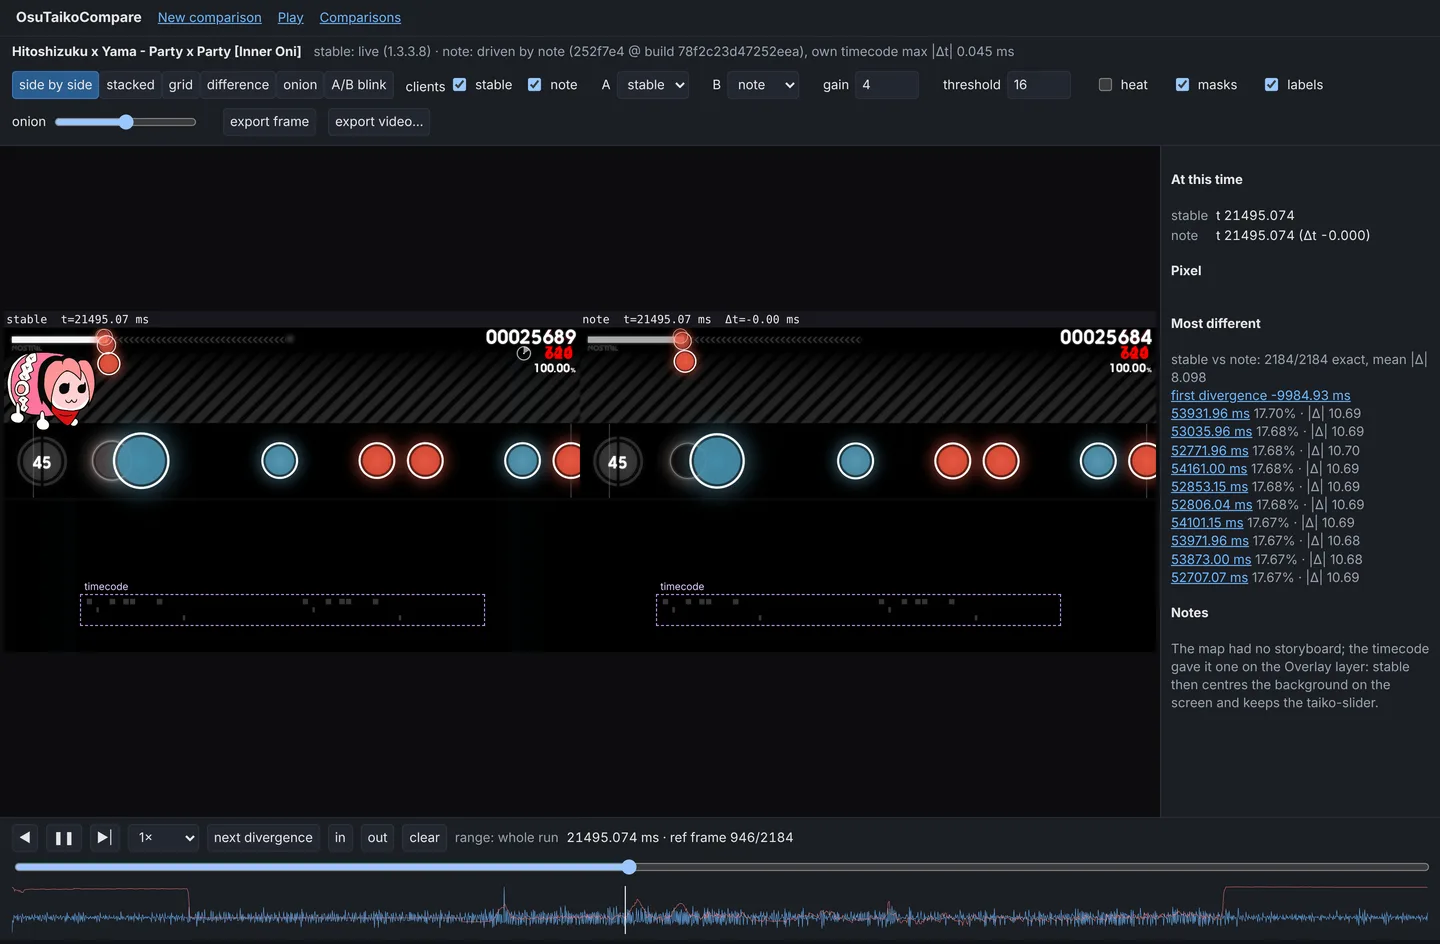 OsuTaikoCompare New comparison Play Comparisons
Hitoshizuku x Yama - Party x Party [Inner Oni] stable: live (1.3.3.8) · note: driven by note (252f7e4 @ build 78f2c23d47252eea), own timecode max |Δt| 0.045 ms
side by side stacked grid difference onion A/B blink clients stable note A stable B note gain 4 threshold 16 heat masks labels
onion export frame export video...
At this time
stable t 21495.074
note t 21495.074 (Δt -0.000)
Pixel
Most different
stable vs note: 2184/2184 exact, mean |Δ|
8.098
first divergence -9984.93 ms
53931.96 ms 17.70% · |Δ| 10.69
53035.96 ms 17.68% · |Δ| 10.69
52771.96 ms 17.68% · |Δ| 10.70
54161.00 ms 17.68% · |Δ| 10.69
52853.15 ms 17.68% · |Δ| 10.69
52806.04 ms 17.68% · |Δ| 10.69
54101.15 ms 17.67% · |Δ| 10.69
53971.96 ms 17.67% · |Δ| 10.68
53873.00 ms 17.67% · |Δ| 10.68
52707.07 ms 17.67% · |Δ| 10.69
Notes
The map had no storyboard; the timecode
gave it one on the Overlay layer: stable
then centres the background on the
screen and keeps the taiko-slider.
stable t=21495.07 ms
00025689
100.00%
45
timecode
note t=21495.07 ms Δt=-0.00 ms
00025684
100.00%
45
timecode
1× next divergence in out clear range: whole run 21495.074 ms · ref frame 946/2184